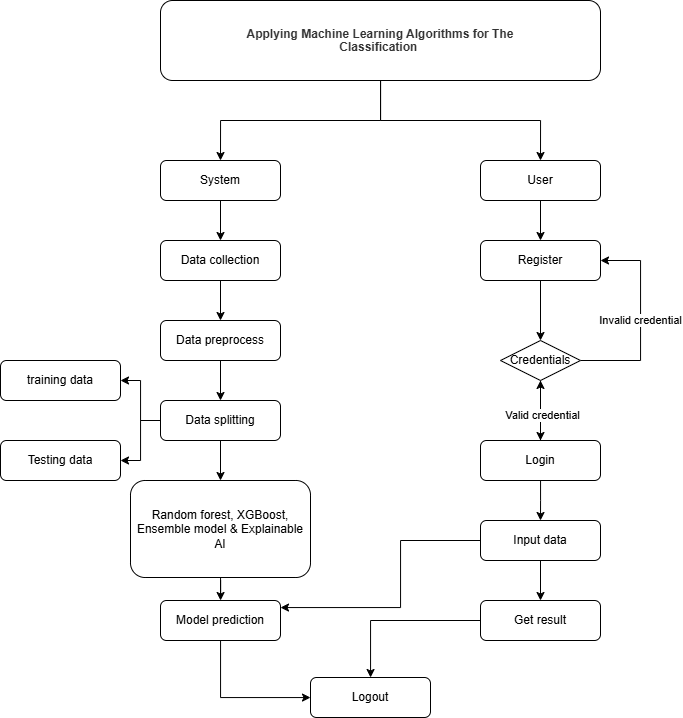 Applying Machine Learning Algorithms for The
Classification
System
User
Data collection
Register
Invalid credential
Data preprocess
Credentials
training data
Data splitting
Valid credential
Testing data
Login
Random forest, XGBoost,
Ensemble model & Explainable
AI
Input data
Model prediction
Get result
Logout